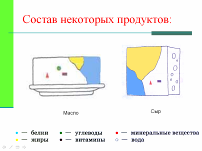 Состав некоторых продуктов:
Масло
Сыр
— белки — углеводы — минеральные вещества
— жиры — витамины — вода